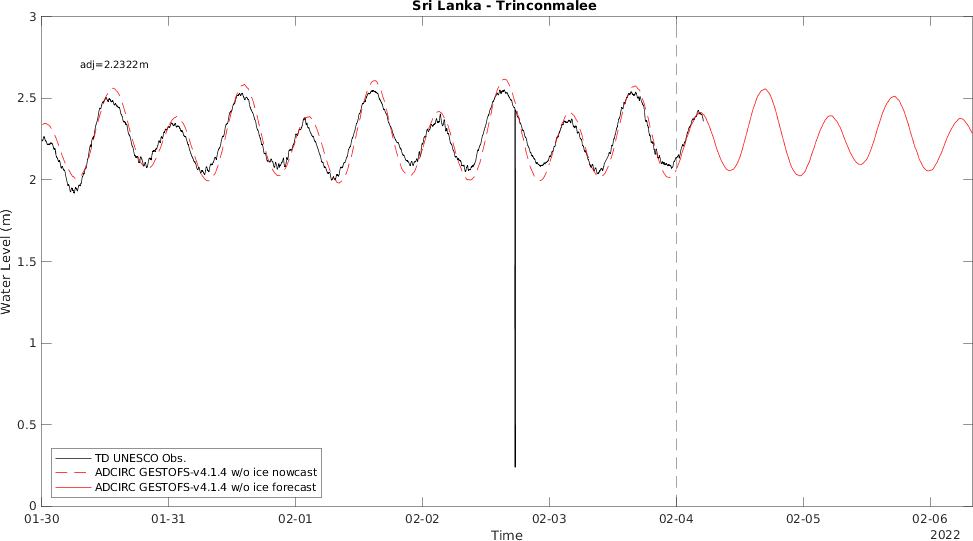 Sri Lanka - Trinconmalee
adj=2.2322m
Water Level (m)
3
2.5
2
1.5
1
0.5
0
TD UNESCO Obs.
ADCIRC GESTOFS-v4.1.4 w/o ice nowcast
ADCIRC GESTOFS-v4.1.4 w/o ice forecast
01-30 01-31 02-01 02-02 02-03 02-04 02-05 02-06
Time
2022